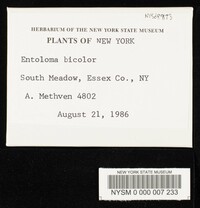 HERBARIUM OF THE NEW YORK STATE MUSEUM
PLANTS OF NEW YORK
Entoloma bicolor
South Meadow, Essex Co., NY
A. Methven 4802
August 21, 1986
NEW YORK STATE MUSEUM
NYSM 0 000 007 233